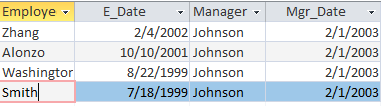 Employe E_Date Manager Mgr_Date
Zhang 2/4/2002 Johnson 2/1/2003
Alonzo 10/10/2001 Johnson 2/1/2003
Washington 8/22/1999 Johnson 2/1/2003
Smith 7/18/1999 Johnson 2/1/2003